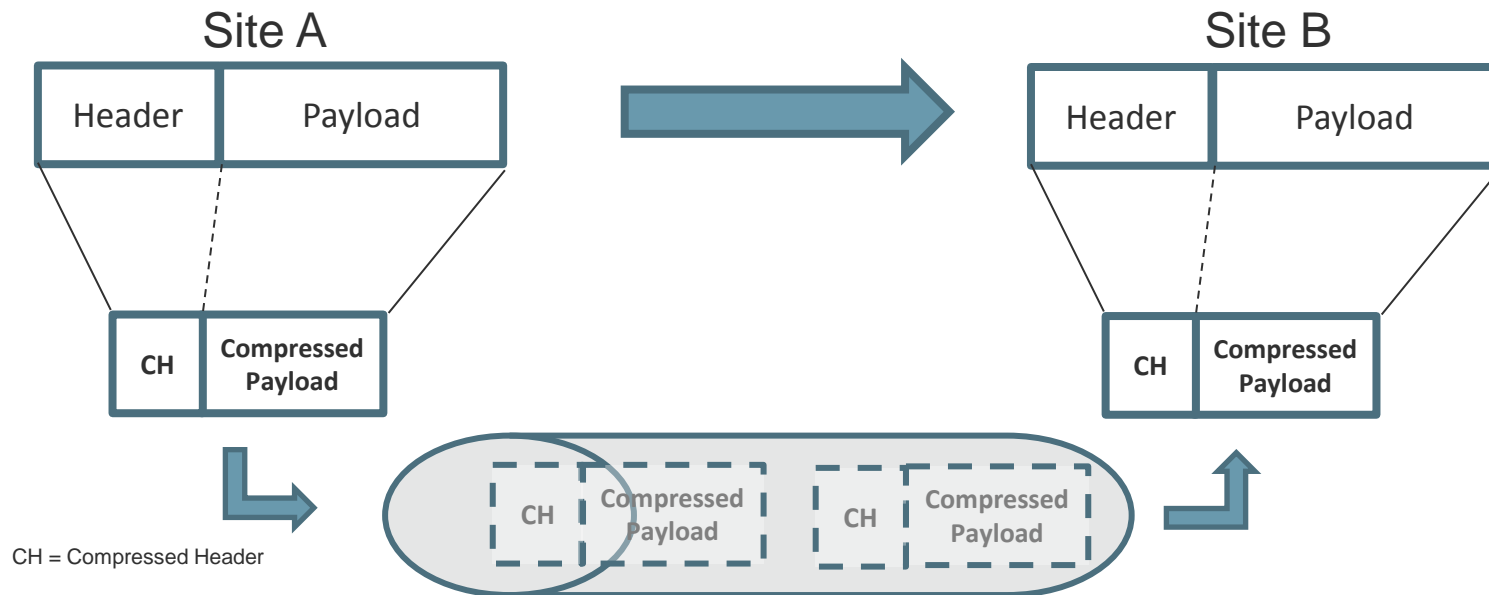 Site A
Site B
Header
Payload
Header
Payload
CH
Compressed
Payload
CH
Compressed
Payload
CH
Compressed
Payload
CH
Compressed
Payload
CH = Compressed Header